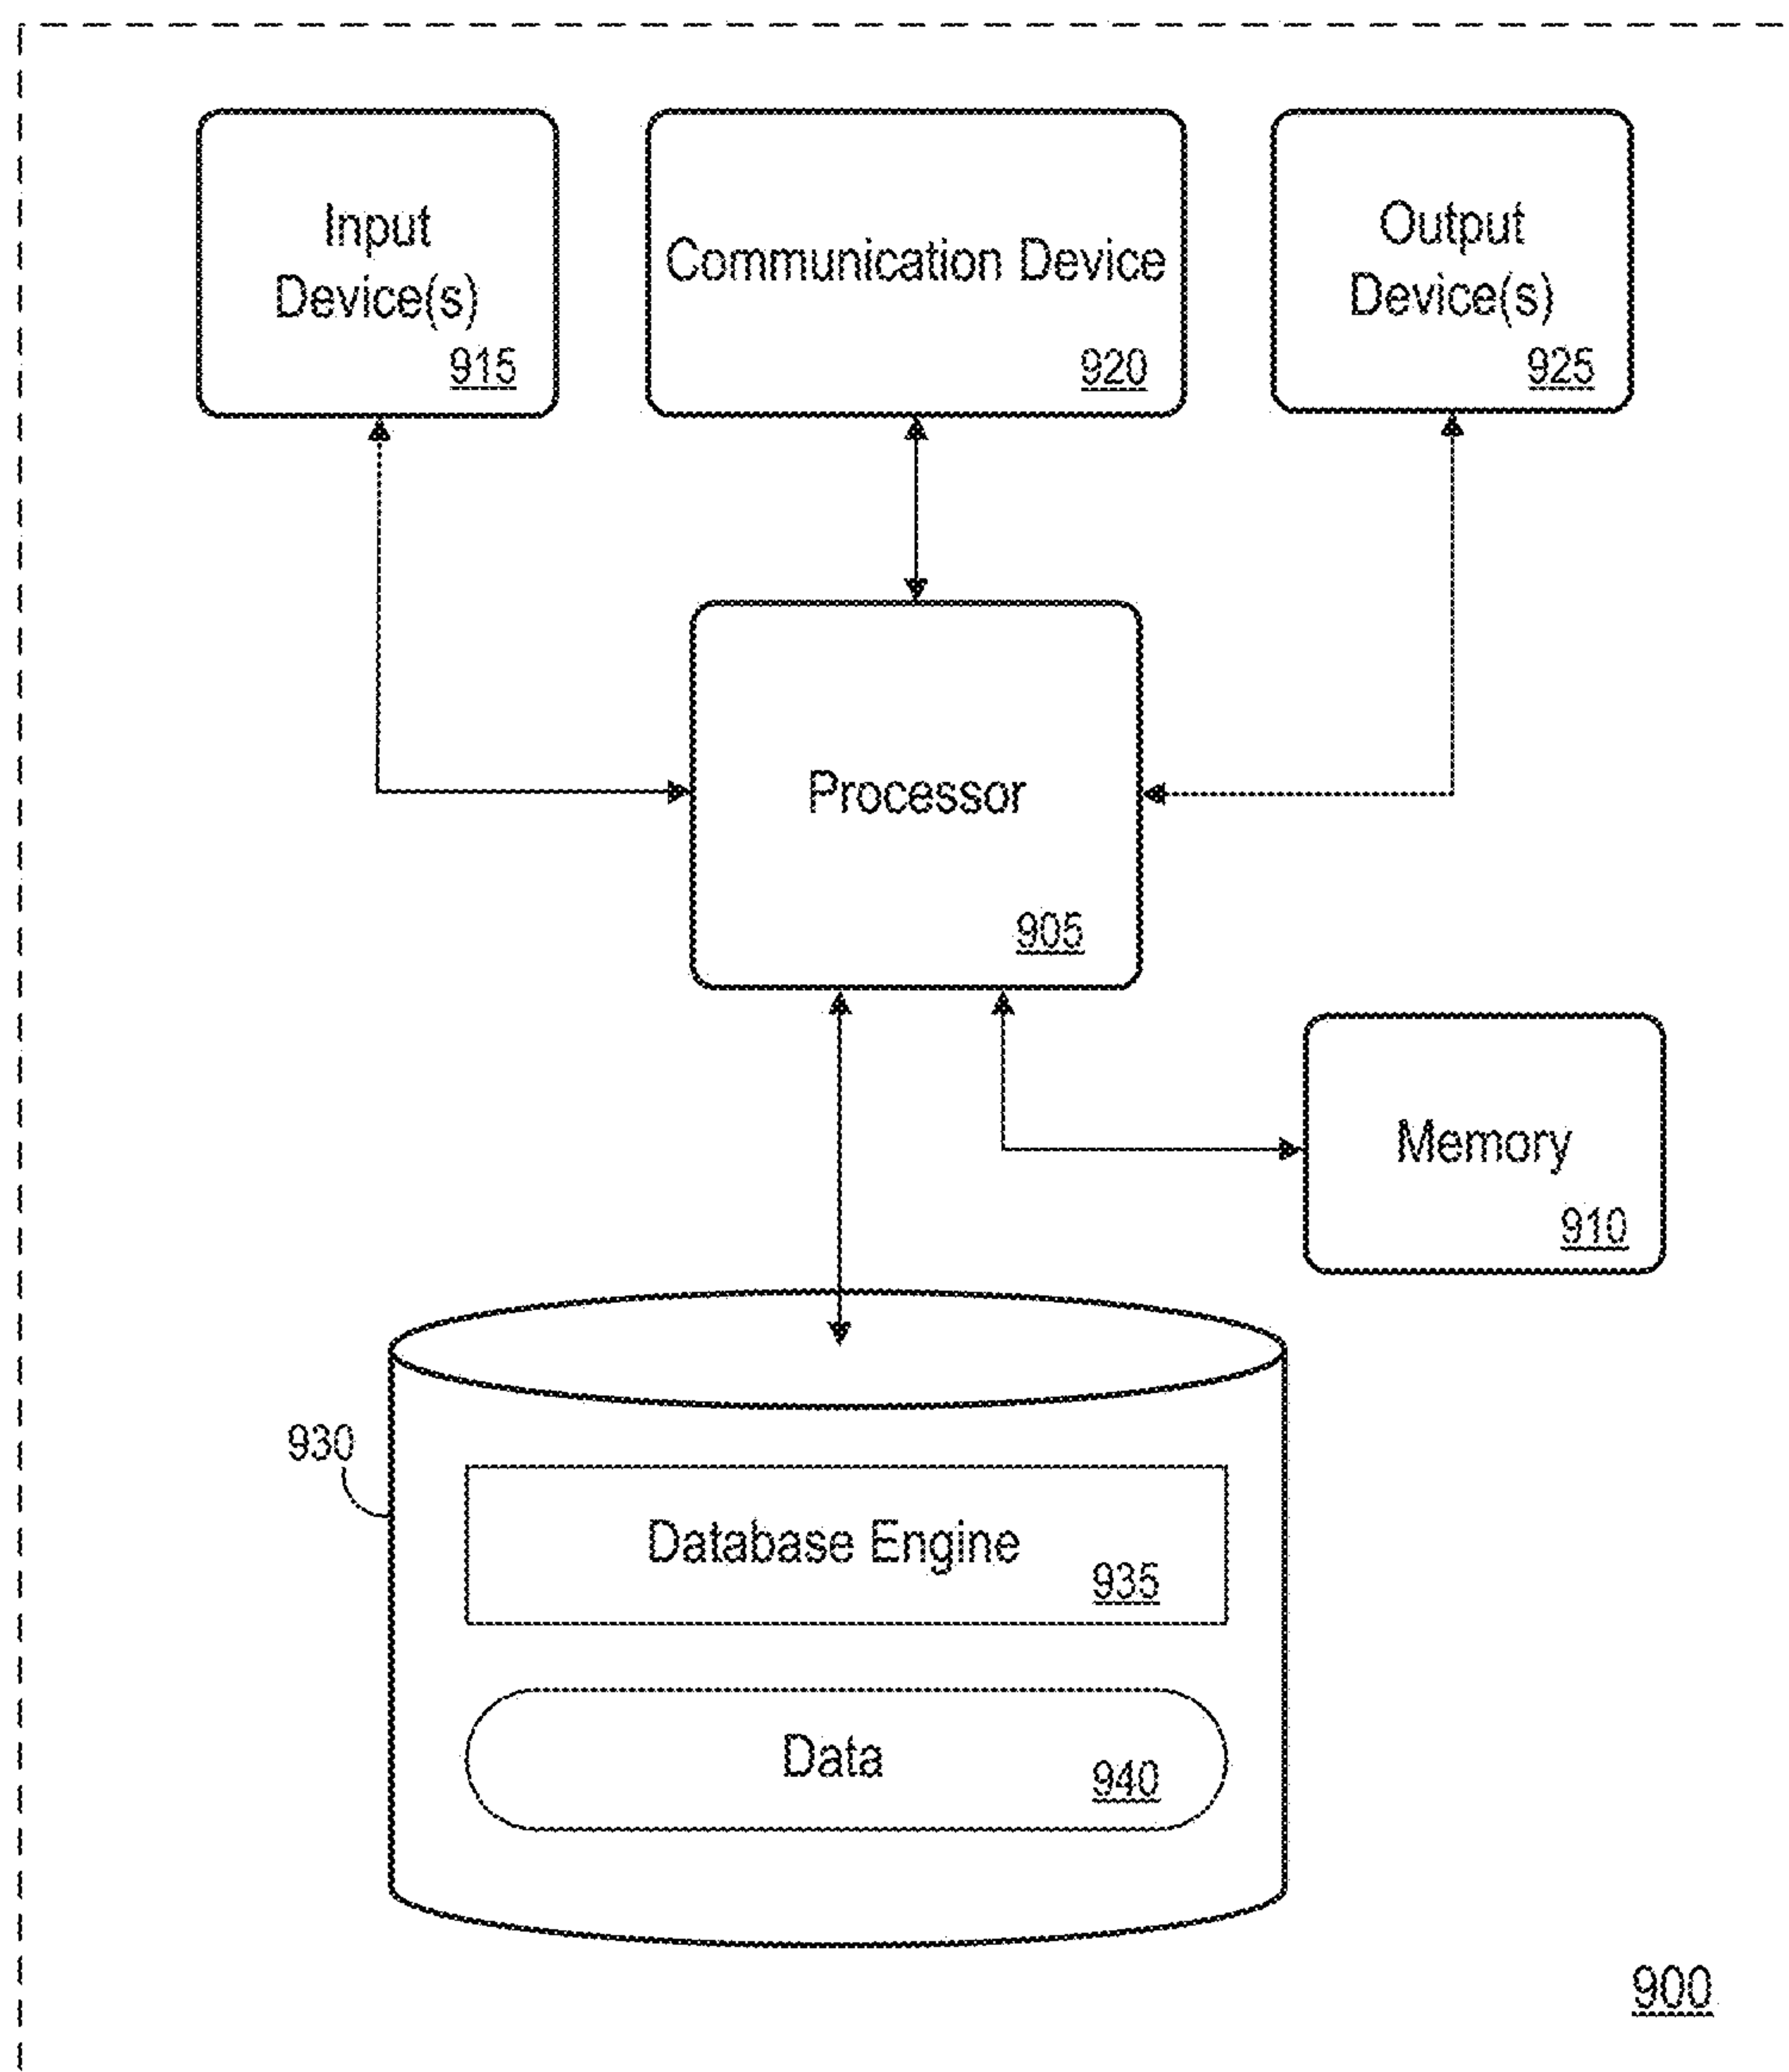 Input
Device(s)
915
Communication Device
920
Output
Device(s)
925
Processor
905
Memory
910
930
Database Engine
935
Data
940
900